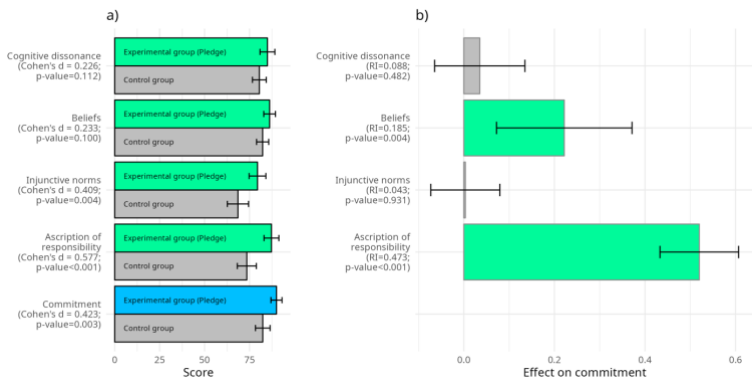 a)
Cognitive dissonance
(Cohen's d = 0.226;
p-value=0.112)
Experimental group (Pledge)
Control group
Beliefs
(Cohen's d = 0.233;
p-value=0.100)
Experimental group (Pledge)
Control group
Injunctive norms
(Cohen's d = 0.409;
p-value=0.004)
Experimental group (Pledge)
Control group
Ascription of
responsibility
(Cohen's d = 0.577;
p-value<0.001)
Experimental group (Pledge)
Control group
Commitment
(Cohen's d = 0.423;
p-value=0.003)
Experimental group (Pledge)
Control group
0 25 50 75
Score
b)
Cognitive dissonance
(RI=0.088;
p-value=0.482)
Beliefs
(RI=0.185;
p-value=0.004)
Injunctive norms
(RI=0.043;
p-value=0.931)
Ascription of
responsibility
(RI=0.473;
p-value<0.001)
0.0 0.2 0.4 0.6
Effect on commitment